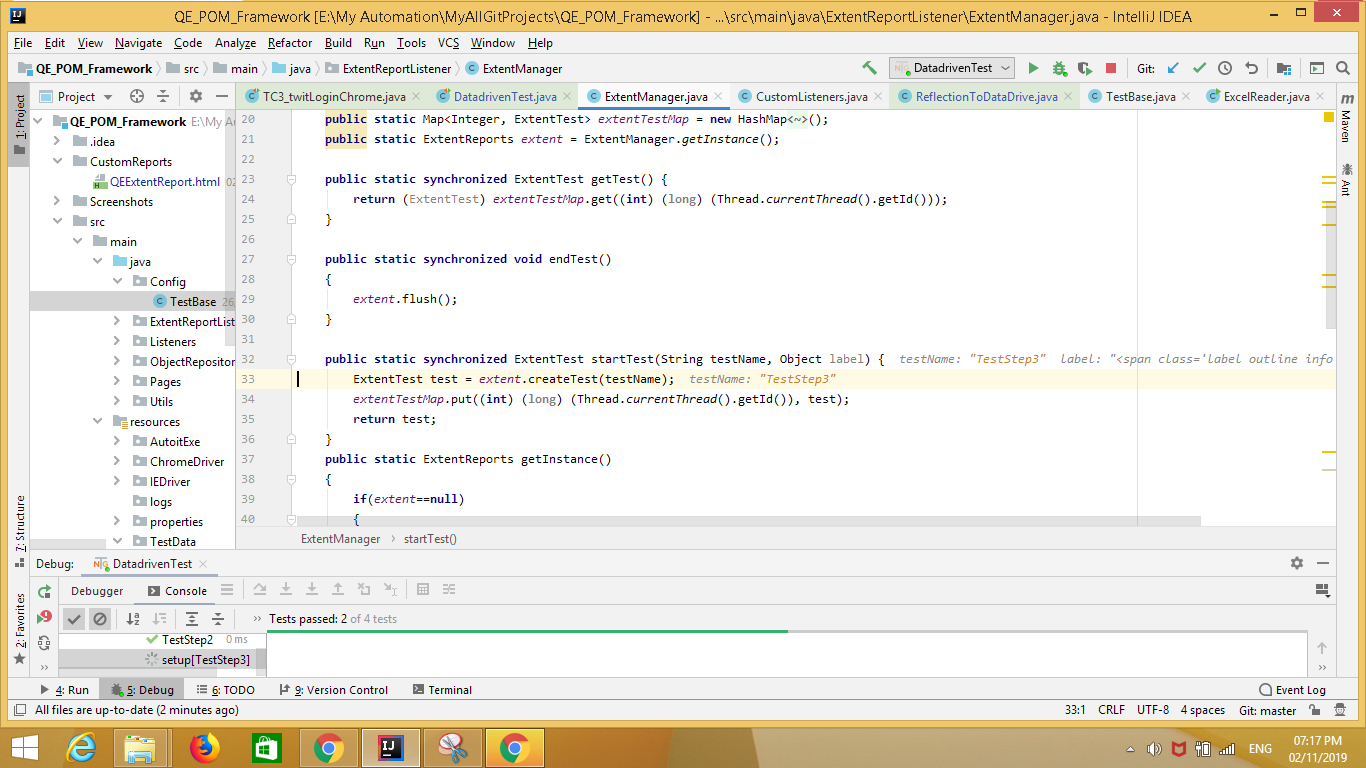 QE_POM_Framework [E:\My Automation\MyAllGitProjects\QE_POM_Framework] - ...\src\main\java\ExtentReportListener\ExtentManager.java - IntelliJ IDEA
File Edit View Navigate Code Analyze Refactor Build Run Tools VCS Window Help
QE_POM_Framework src main java ExtentReportListener ExtentManager DatadrivenTest Git:
Project TC3_twitLoginChrome.java DatadrivenTest.java ExtentManager.java CustomListeners.java ReflectionToDataDrive.java TestBase.java ExcelReader.java
1: Project
7: Structure
2: Favorites
Maven
Ant
QE_POM_Framework E:\My A
.idea
CustomReports
QEExtentReport.html 02
Screenshots
src
main
java
Config
TestBase 26
ExtentReportList
Listeners
ObjectRepositor
Pages
Utils
resources
AutoitExe
ChromeDriver
IEDriver
logs
properties
TestData
20 public static Map<Integer, ExtentTest> extentTestMap = new HashMap<~>();
21 public static ExtentReports extent = ExtentManager.getInstance();
22
23 public static synchronized ExtentTest getTest() {
24 return (ExtentTest) extentTestMap.get((int) (long) (Thread.currentThread().getId()));
25 }
26
27 public static synchronized void endTest()
28 {
29 extent.flush();
30 }
31
32 public static synchronized ExtentTest startTest(String testName, Object label) { testName: "TestStep3" label: "<span class='label outline info
33 ExtentTest test = extent.createTest(testName); testName: "TestStep3"
34 extentTestMap.put((int) (long) (Thread.currentThread().getId()), test);
35 return test;
36 }
37 public static ExtentReports getInstance()
38 {
39 if(extent==null)
40 {
ExtentManager > startTest()
Debug: DatadrivenTest
Debugger Console
Tests passed: 2 of 4 tests
TestStep2 0 ms
setup[TestStep3]
4: Run 5: Debug 6: TODO 9: Version Control Terminal Event Log
All files are up-to-date (2 minutes ago) 33:1 CRLF UTF-8 4 spaces Git: master
ENG 07:17 PM
02/11/2019